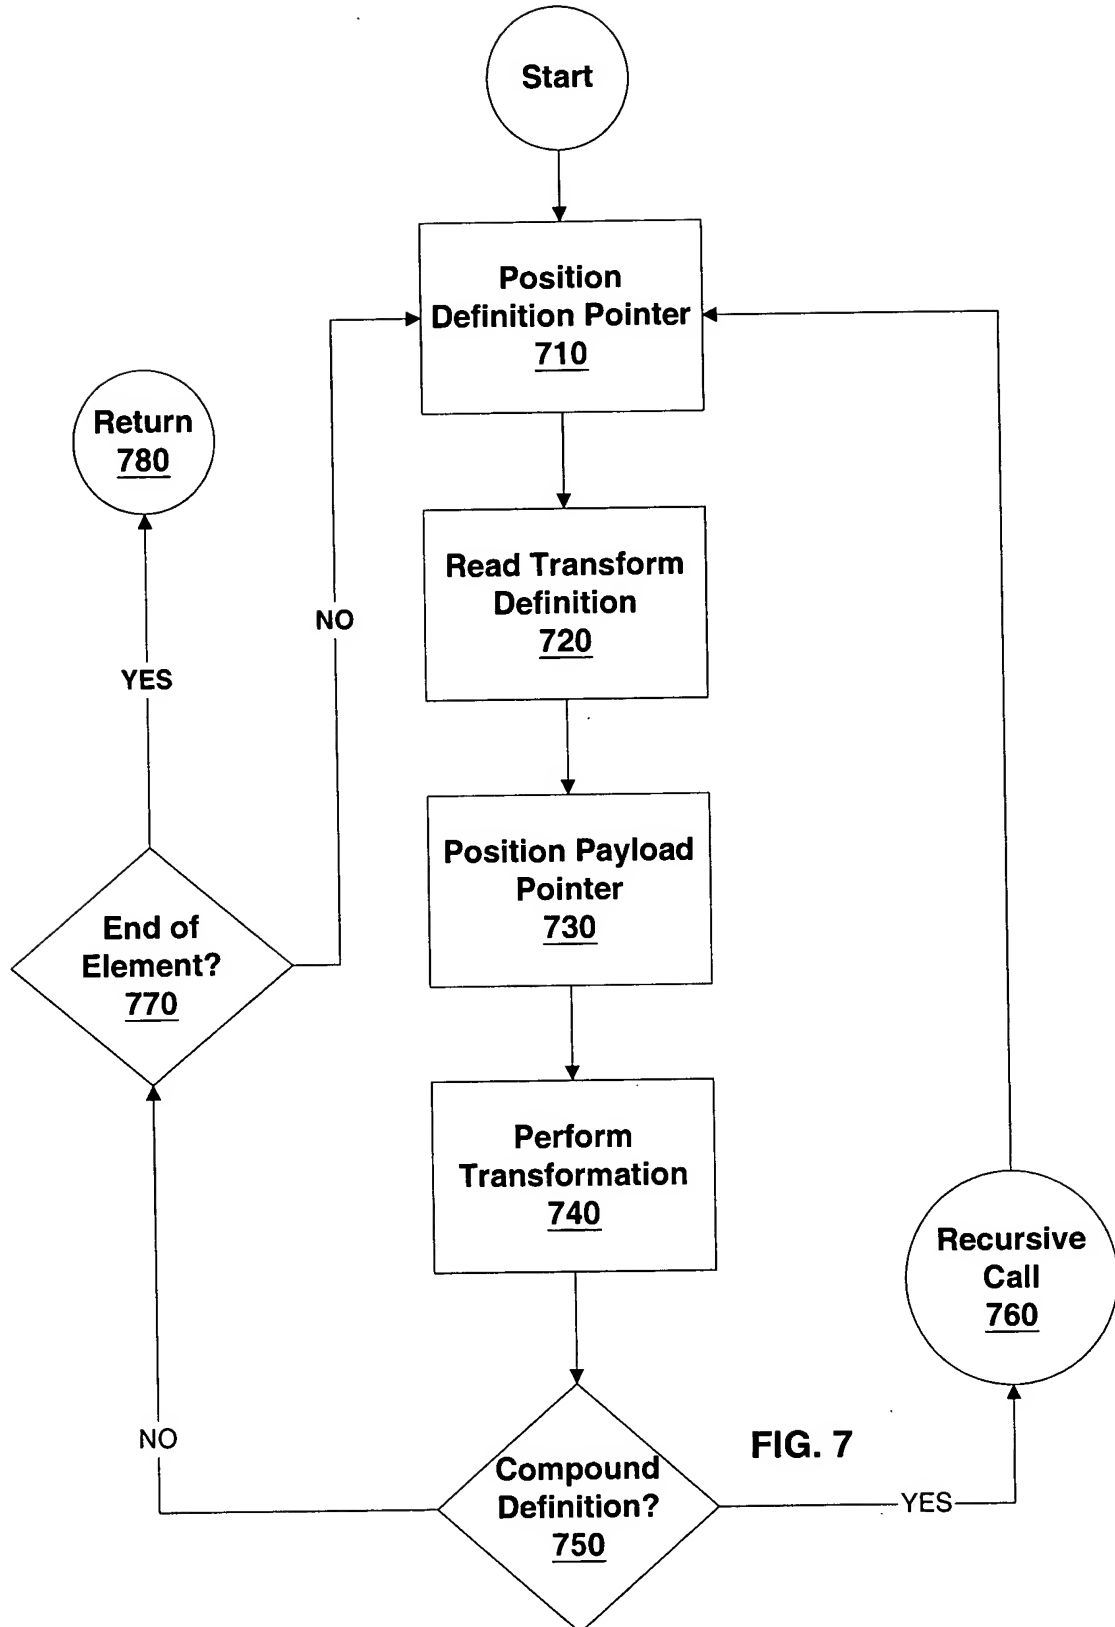 Start
Position
Definition Pointer
710
Return
780
Read Transform
Definition
720
NO
YES
Position Payload
Pointer
730
End of
Element?
770
Perform
Transformation
740
Recursive
Call
760
NO
FIG. 7
Compound
Definition?
750
YES